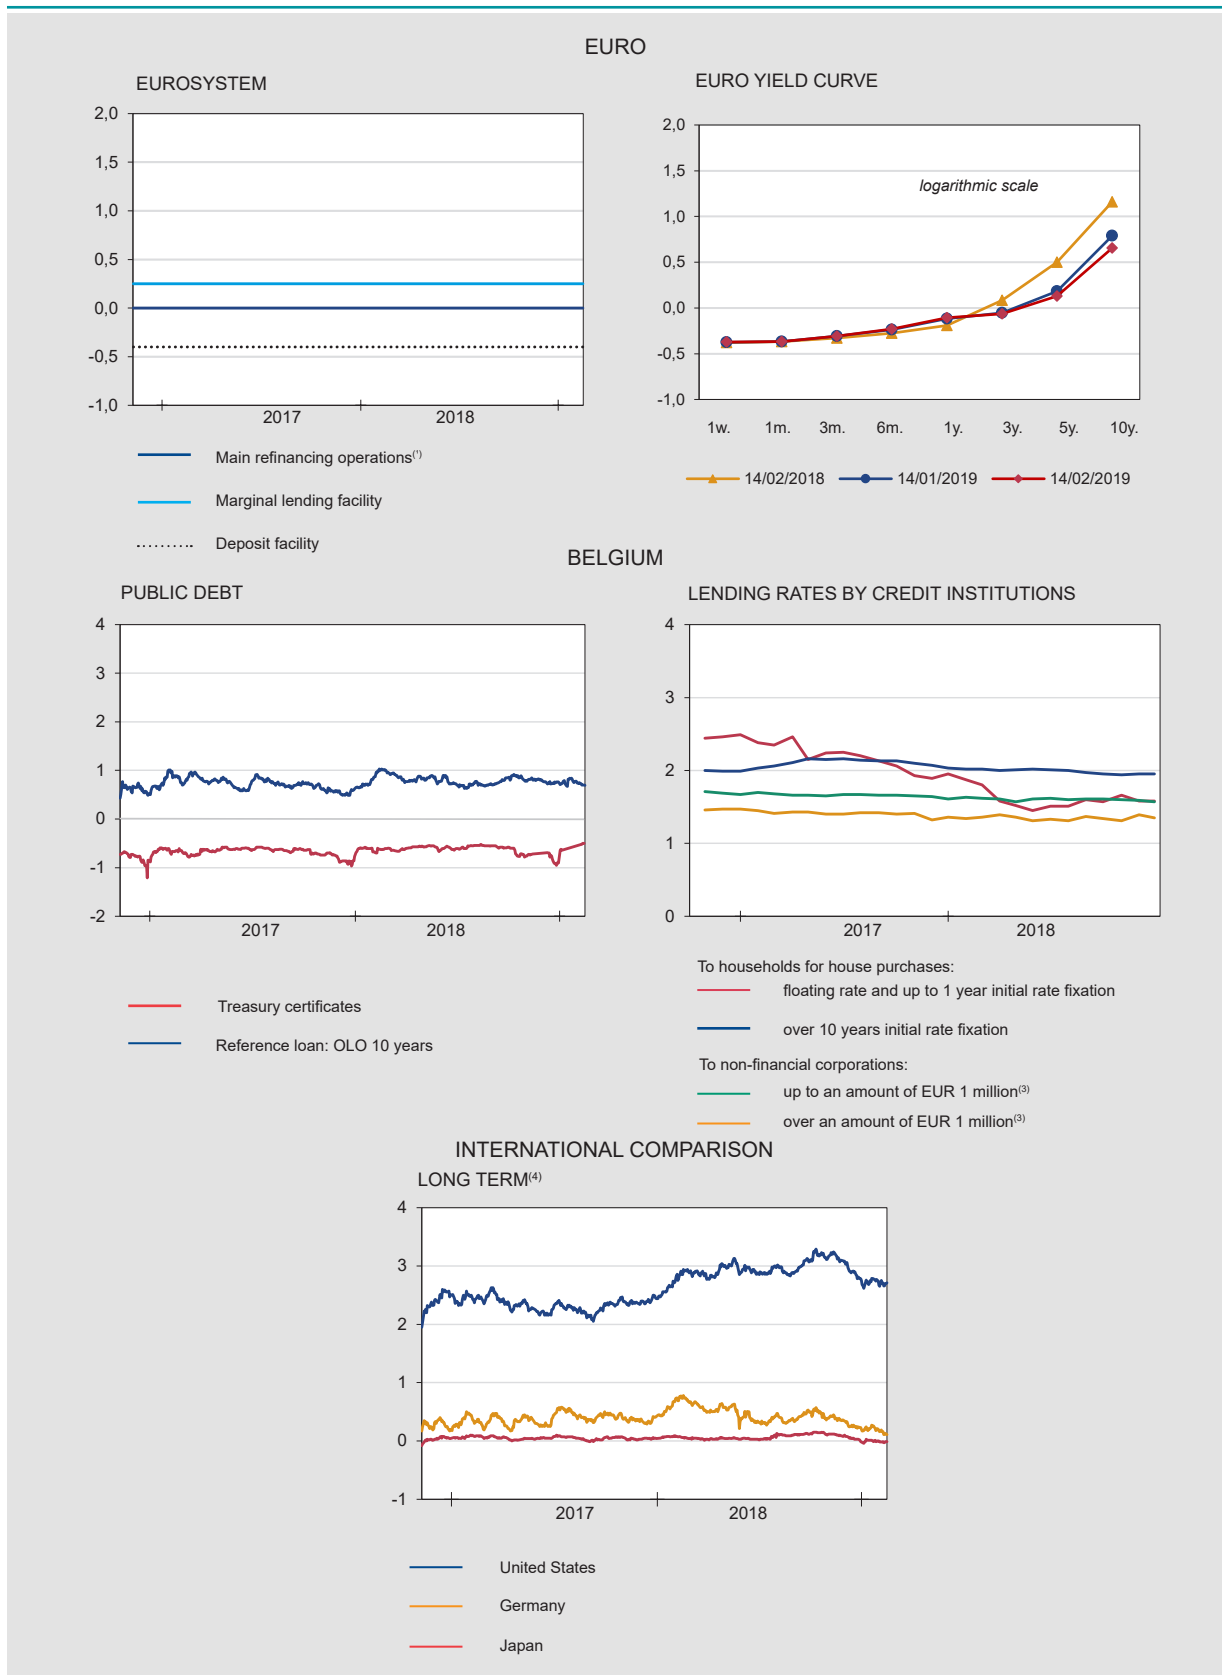 EURO
EUROSYSTEM
2,0
1,5
1,0
0,5
0,0
-0,5
-1,0
2017 2018
Main refinancing operations(¹)
Marginal lending facility
Deposit facility
EURO YIELD CURVE
2,0
1,5
1,0
0,5
0,0
-0,5
-1,0
logarithmic scale
1w. 1m. 3m. 6m. 1y. 3y. 5y. 10y.
14/02/2018 14/01/2019 14/02/2019
BELGIUM
PUBLIC DEBT
4
3
2
1
0
-1
-2
2017 2018
Treasury certificates
Reference loan: OLO 10 years
LENDING RATES BY CREDIT INSTITUTIONS
4
3
2
1
0
2017 2018
To households for house purchases:
floating rate and up to 1 year initial rate fixation
over 10 years initial rate fixation
To non-financial corporations:
up to an amount of EUR 1 million(3)
over an amount of EUR 1 million(3)
INTERNATIONAL COMPARISON
LONG TERM(4)
4
3
2
1
0
-1
2017 2018
United States
Germany
Japan